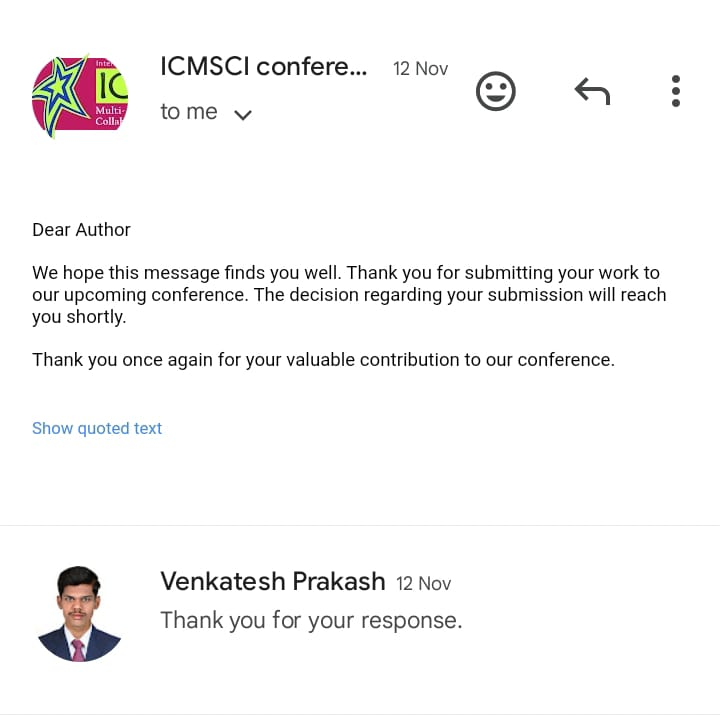 Inter
IC
Multi-
Collab
ICMSCI confere... 12 Nov
to me
Dear Author
We hope this message finds you well. Thank you for submitting your work to
our upcoming conference. The decision regarding your submission will reach
you shortly.
Thank you once again for your valuable contribution to our conference.
Show quoted text
Venkatesh Prakash 12 Nov
Thank you for your response.